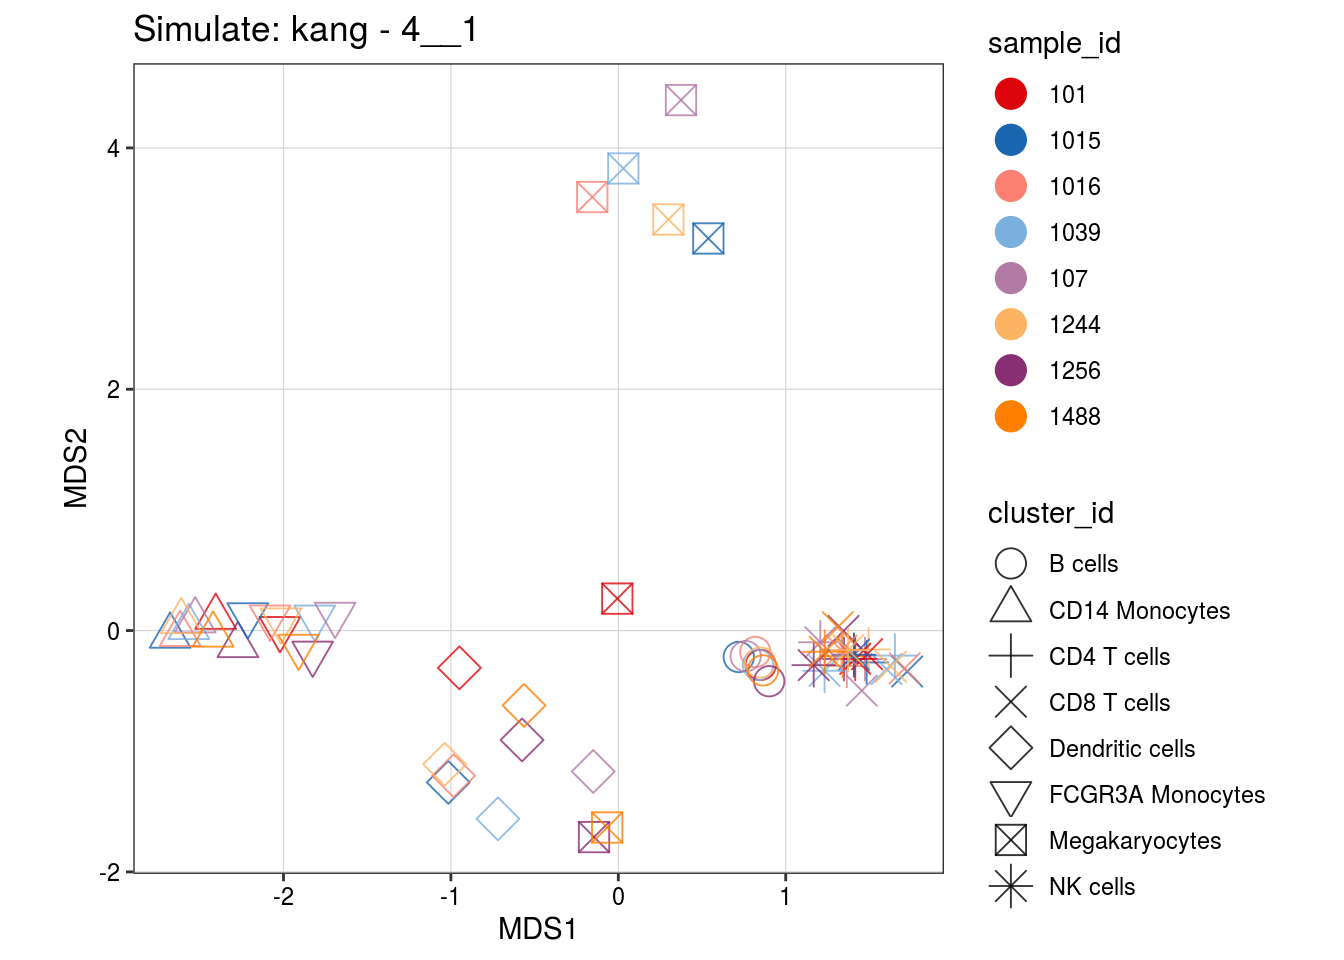 Simulate: kang - 4__1
MDS2
4
2
0
-2
-2
-1
0
1
MDS1
sample_id
101
1015
1016
1039
107
1244
1256
1488
cluster_id
B cells
CD14 Monocytes
CD4 T cells
CD8 T cells
Dendritic cells
FCGR3A Monocytes
Megakaryocytes
NK cells